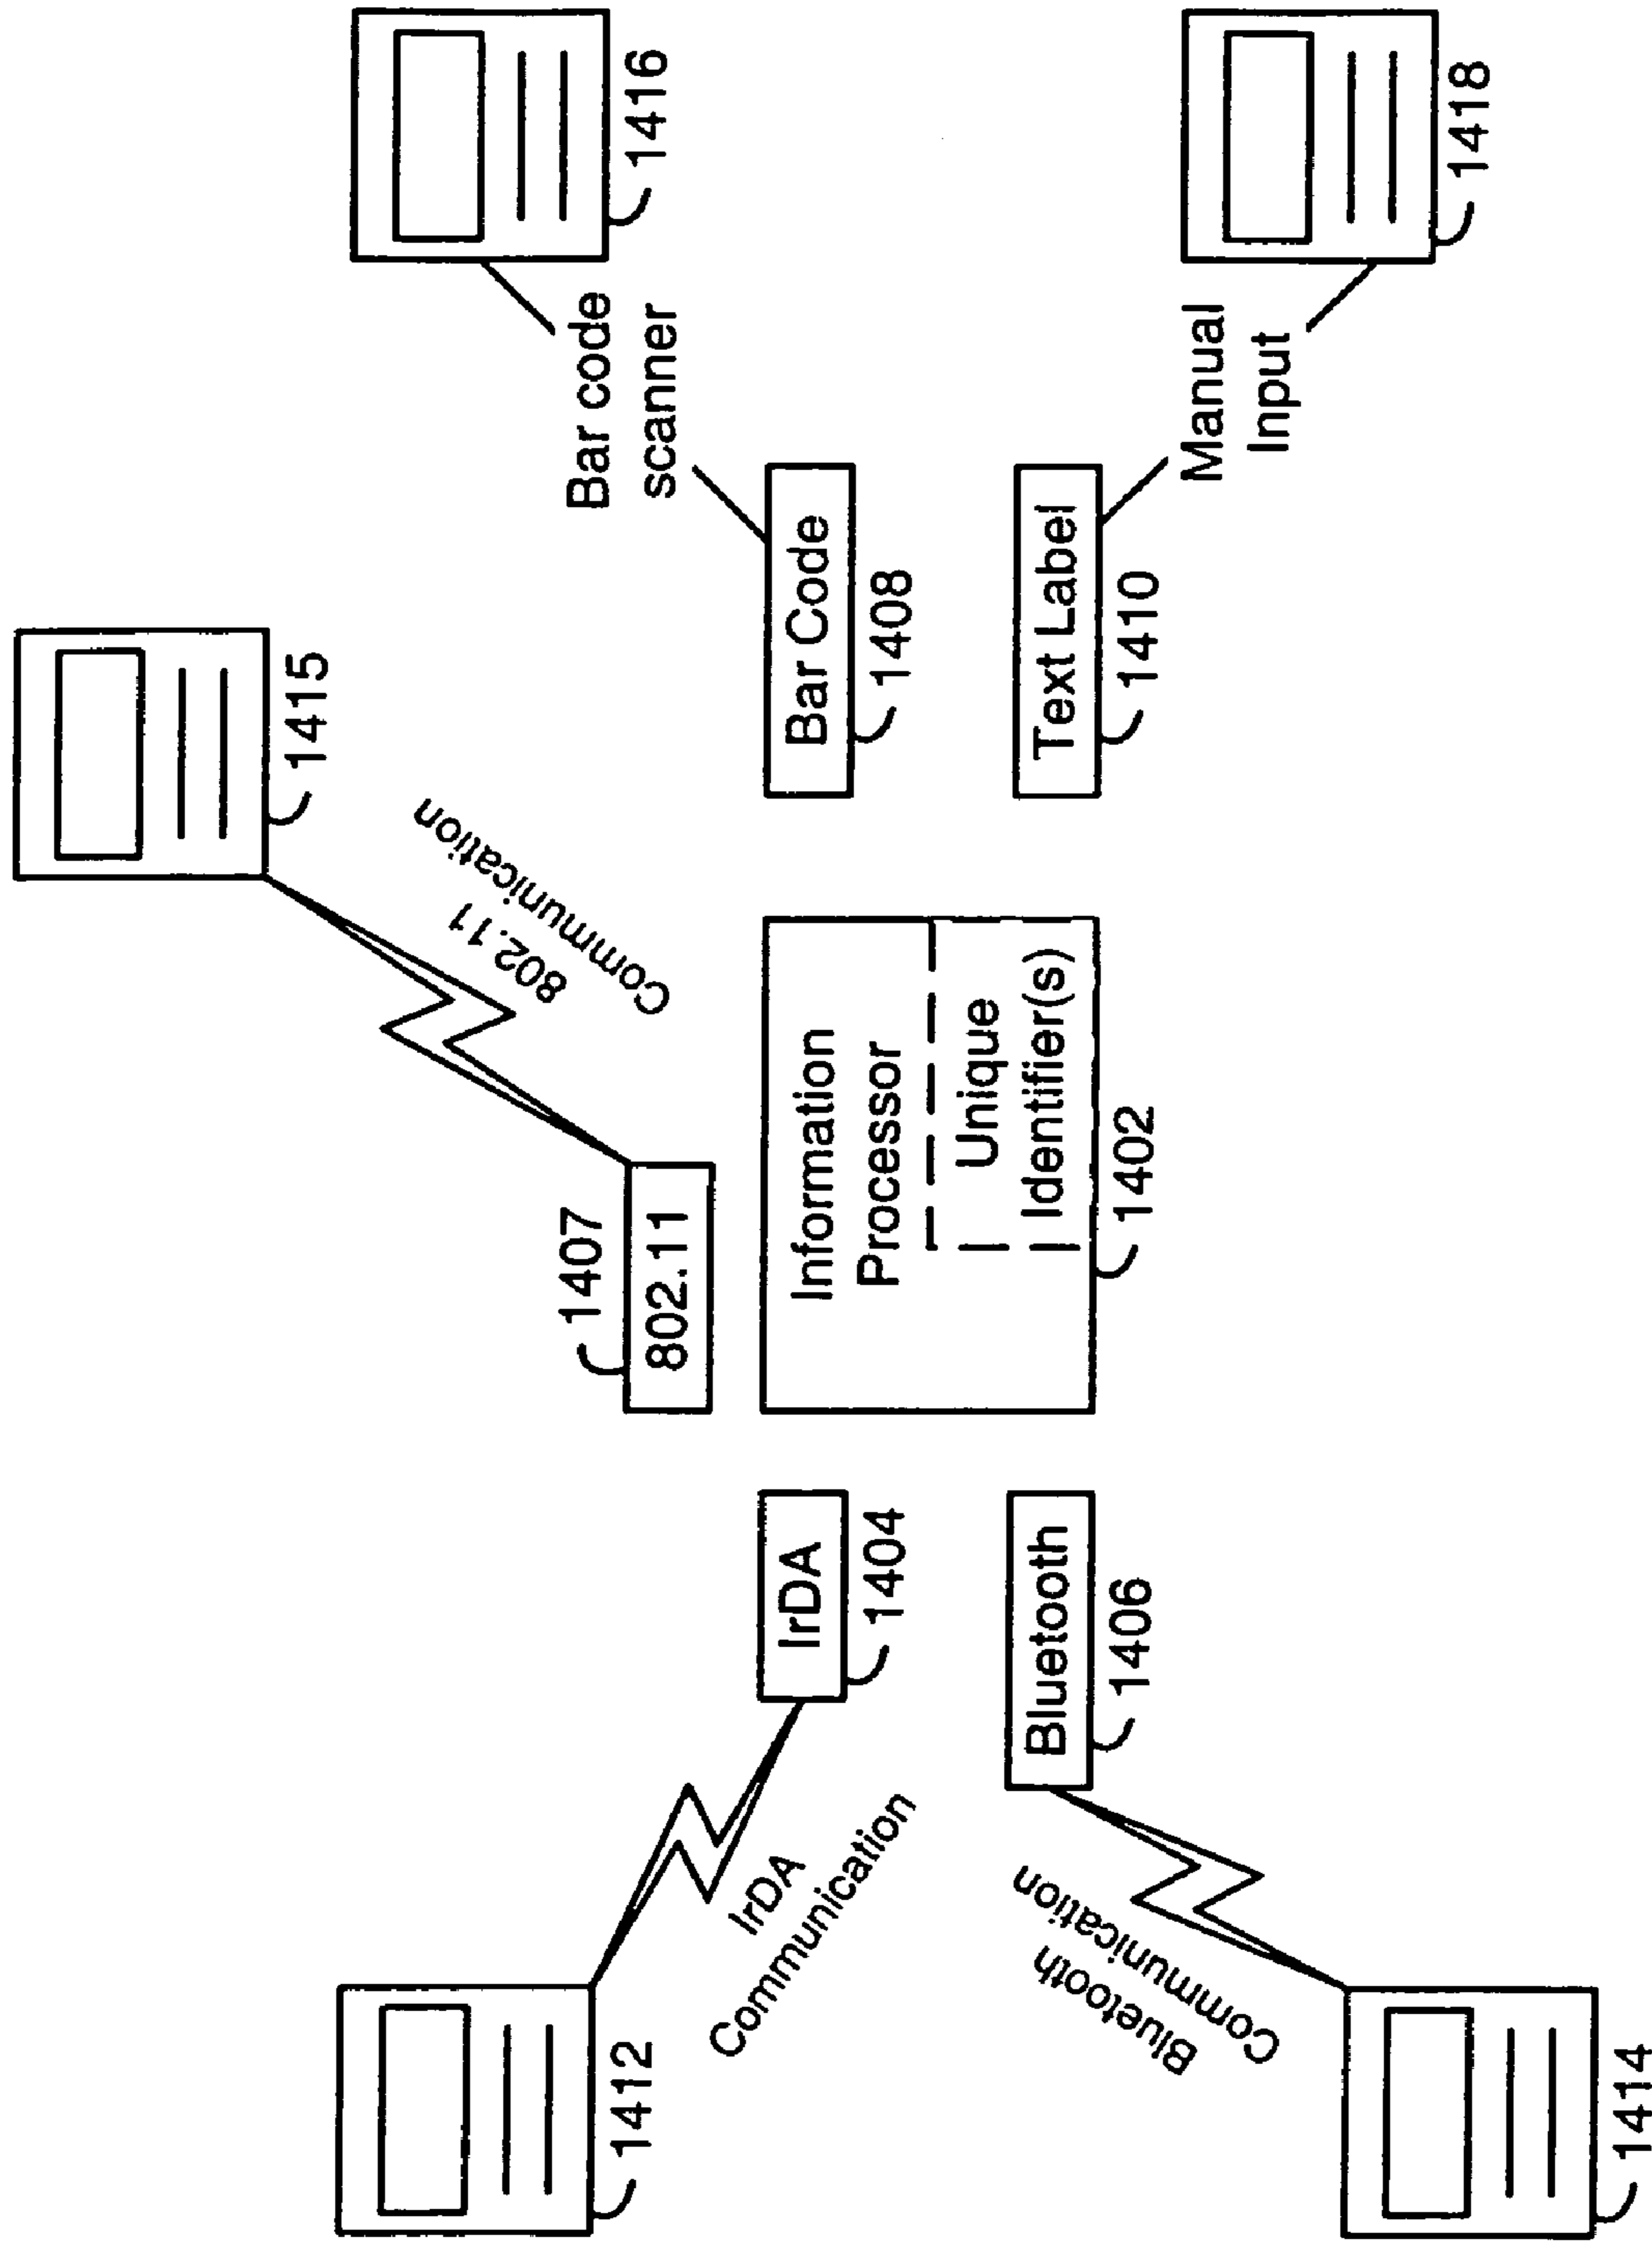 1415
802.11
Communication
1407
802.11
1412
IrDA
Communication
IrDA
1404
Information
Processor
Unique
Identifier(s)
1402
Bar Code
1408
Bar code
scanner
1416
Bluetooth
1406
Bluetooth
Communication
1414
Text Label
1410
Manual
Input
1418